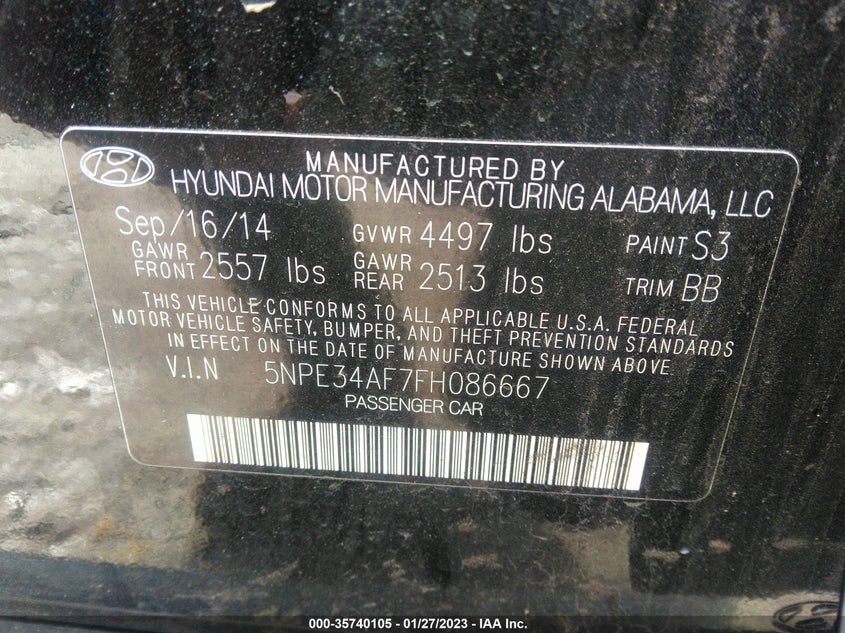 MANUFACTURED BY
HYUNDAI MOTOR MANUFACTURING ALABAMA, LLC
Sep/16/14 GVWR 4497 lbs PAINT S3
GAWR FRONT 2557 lbs GAWR REAR 2513 lbs TRIM BB
THIS VEHICLE CONFORMS TO ALL APPLICABLE U.S.A. FEDERAL
MOTOR VEHICLE SAFETY, BUMPER, AND THEFT PREVENTION STANDARDS
IN EFFECT ON THE DATE OF MANUFACTURE SHOWN ABOVE
V.I.N 5NPE34AF7FH086667
PASSENGER CAR
000-35740105 - 01/27/2023 - IAA Inc.